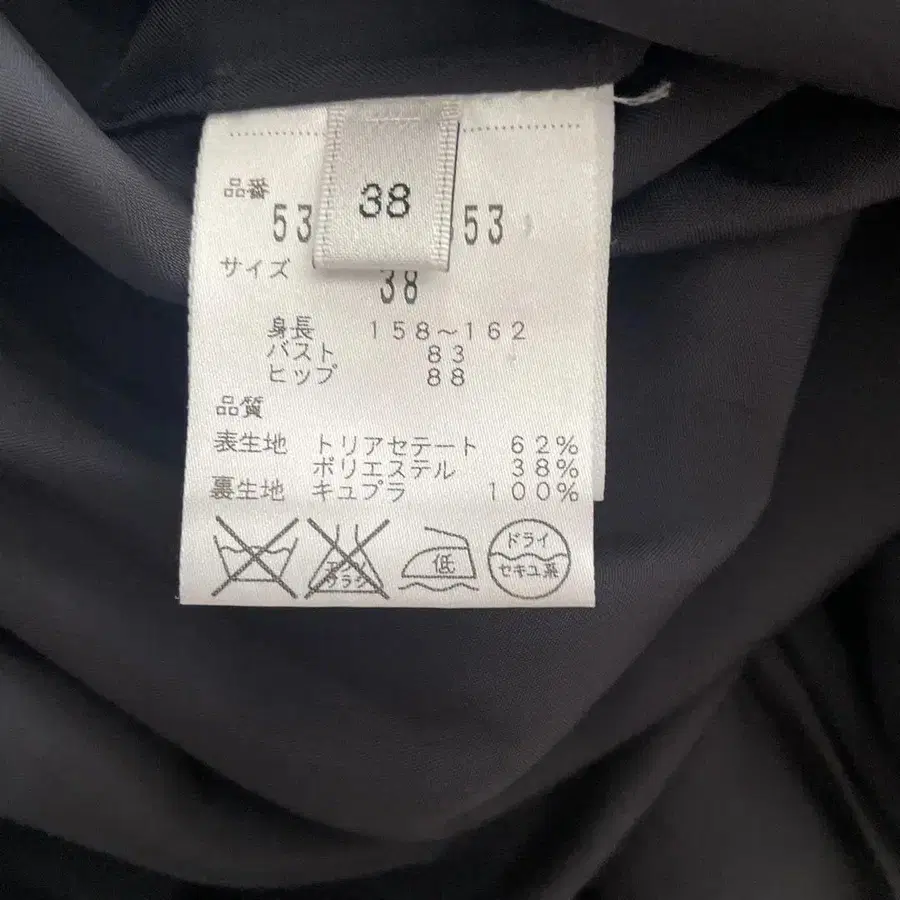 品番
38
53 53
サイズ
38
身長 158～162
バスト 83
ヒップ 88
品質
表生地 トリアセテート 62%
ポリエステル 38%
裏生地 キュプラ 100%
低
ドライ
セキユ系